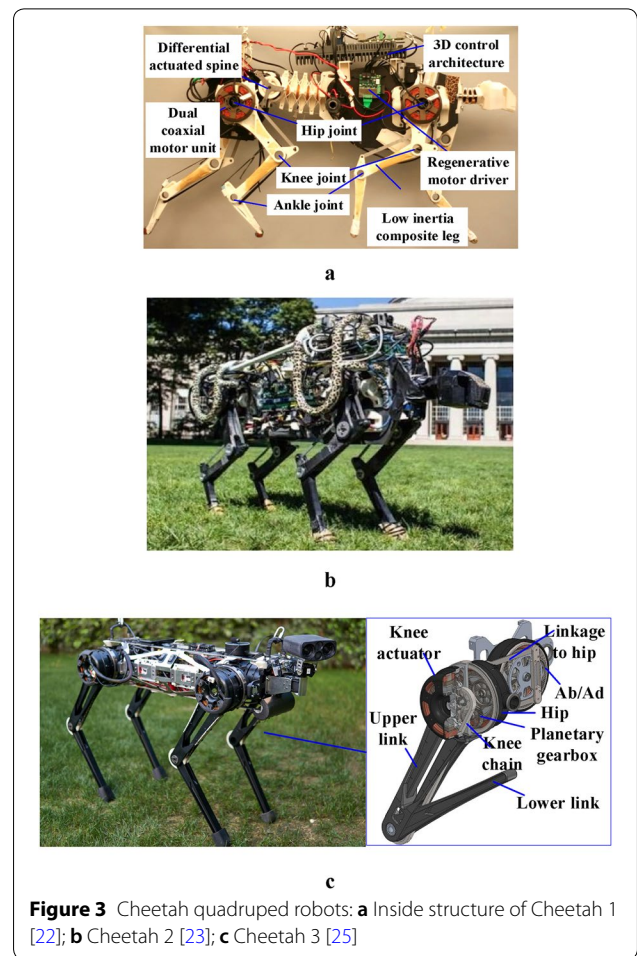 Differential
actuated spine
3D control
architecture
Dual
coaxial
motor unit
Hip joint
Regenerative
motor driver
Knee joint
Ankle joint
Low inertia
composite leg
a
b
Knee
actuator
Linkage
to hip
Ab/Ad
Hip
Planetary
gearbox
Upper
link
Knee
chain
Lower link
c
Figure 3 Cheetah quadruped robots: a Inside structure of Cheetah 1
[22]; b Cheetah 2 [23]; c Cheetah 3 [25]